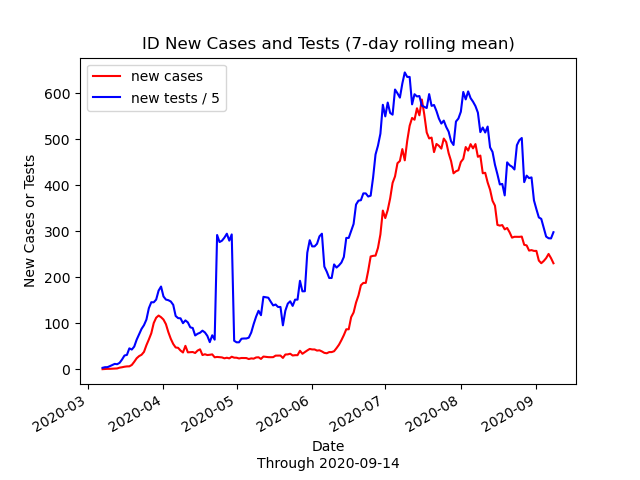 ID New Cases and Tests (7-day rolling mean)
new cases
new tests / 5
New Cases or Tests
600
500
400
300
200
100
0
2020-03
2020-04
2020-05
2020-06
2020-07
2020-08
2020-09
Date
Through 2020-09-14